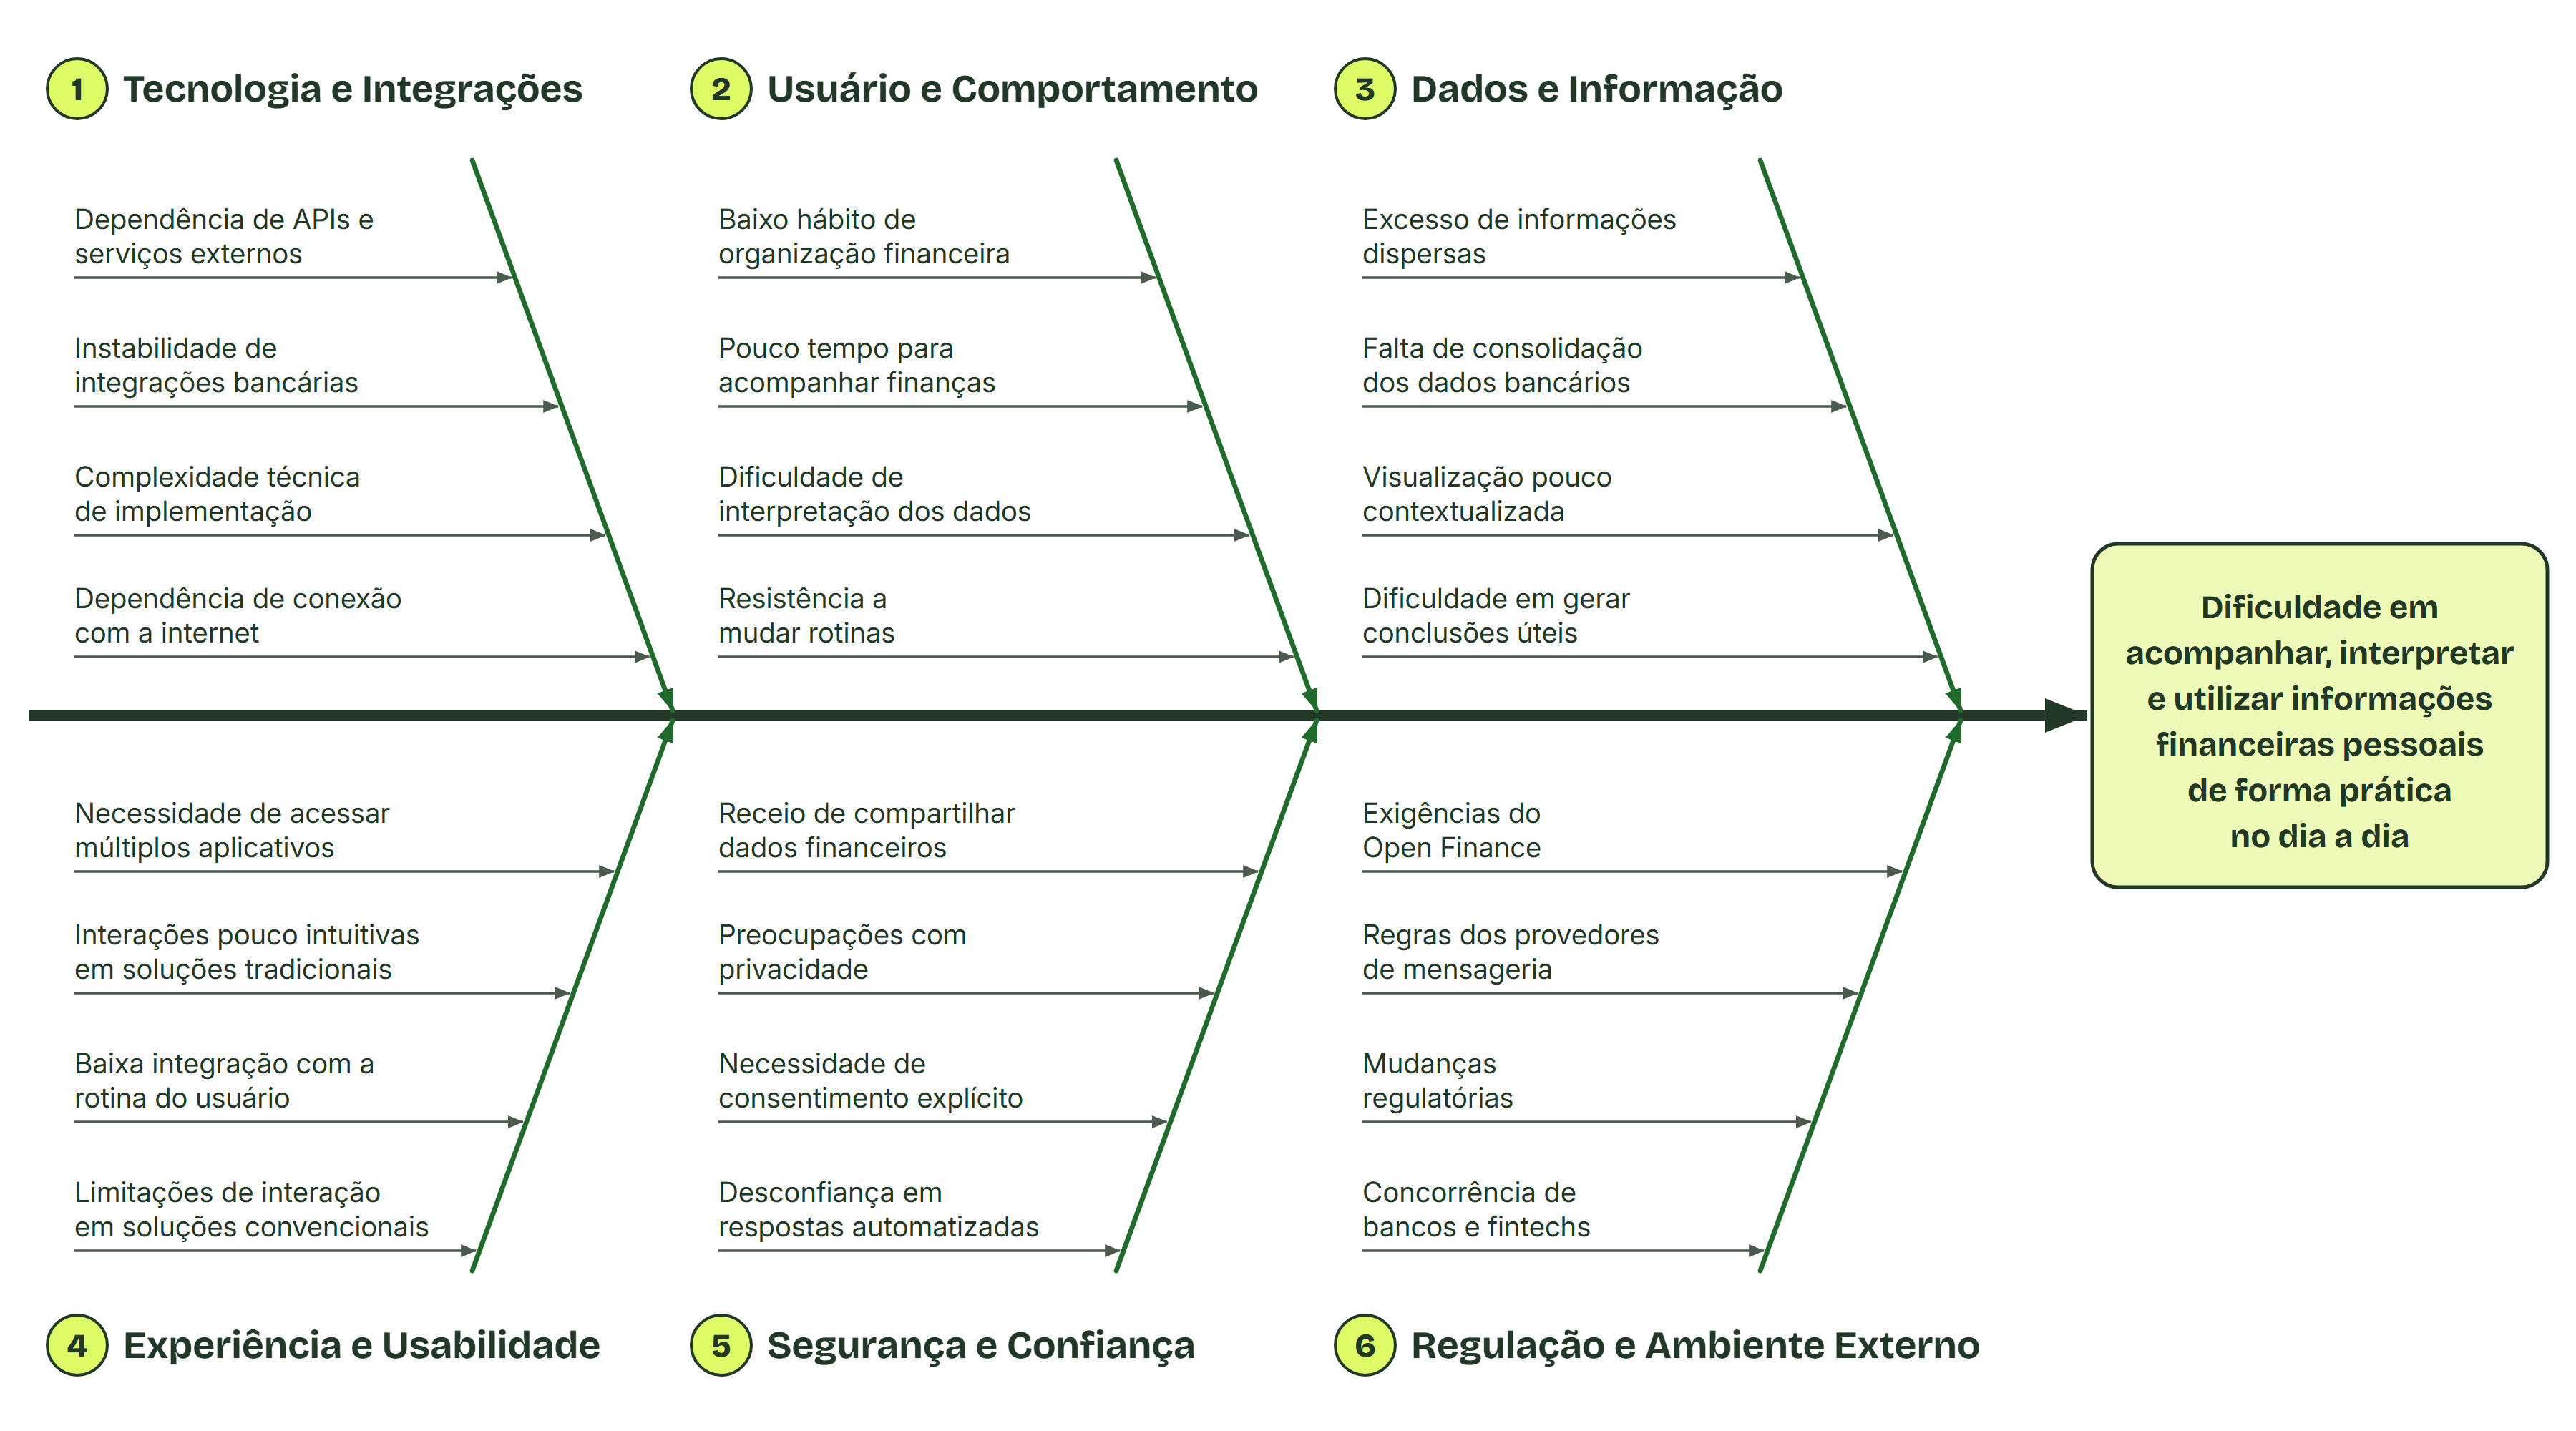 1 Tecnologia e Integrações
Dependência de APIs e
serviços externos
Instabilidade de
integrações bancárias
Complexidade técnica
de implementação
Dependência de conexão
com a internet
2 Usuário e Comportamento
Baixo hábito de
organização financeira
Pouco tempo para
acompanhar finanças
Dificuldade de
interpretação dos dados
Resistência a
mudar rotinas
3 Dados e Informação
Excesso de informações
dispersas
Falta de consolidação
dos dados bancários
Visualização pouco
contextualizada
Dificuldade em gerar
conclusões úteis
Necessidade de acessar
múltiplos aplicativos
Interações pouco intuitivas
em soluções tradicionais
Baixa integração com a
rotina do usuário
Limitações de interação
em soluções convencionais
4 Experiência e Usabilidade
Receio de compartilhar
dados financeiros
Preocupações com
privacidade
Necessidade de
consentimento explícito
Desconfiança em
respostas automatizadas
5 Segurança e Confiança
Exigências do
Open Finance
Regras dos provedores
de mensageria
Mudanças
regulatórias
Concorrência de
bancos e fintechs
6 Regulação e Ambiente Externo
Dificuldade em
acompanhar, interpretar
e utilizar informações
financeiras pessoais
de forma prática
no dia a dia